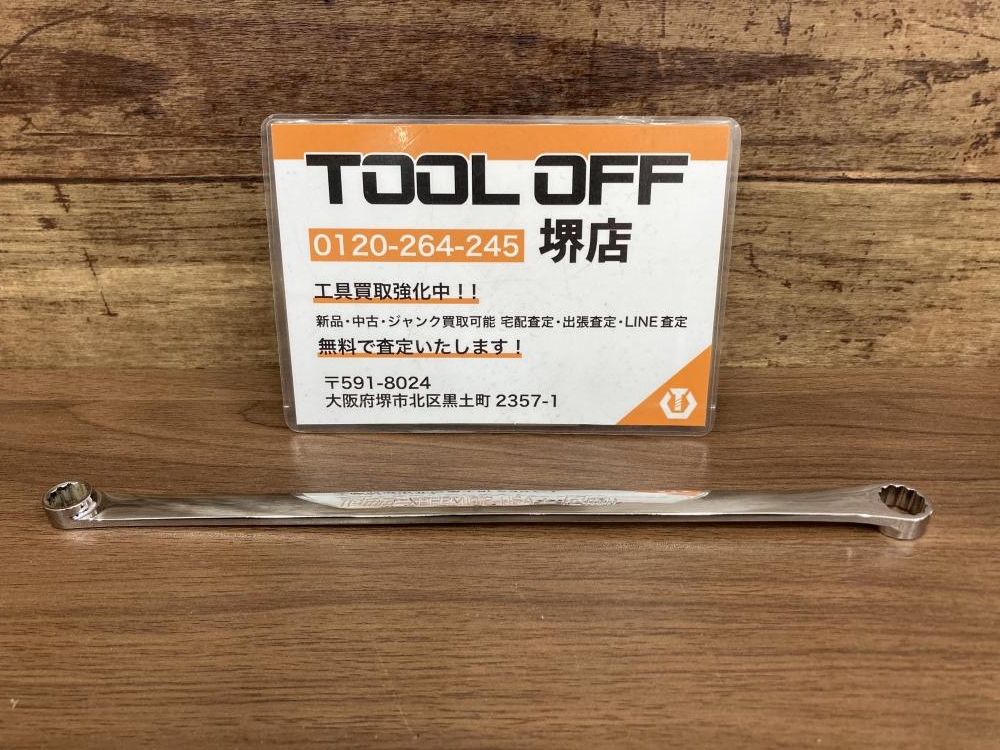 TOOL OFF
0120-264-245 堺店
工具買取強化中!!
新品・中古・ジャンク買取可能 宅配査定・出張査定・LINE査定
無料で査定いたします!
〒591-8024
大阪府堺市北区黒土町 2357-1